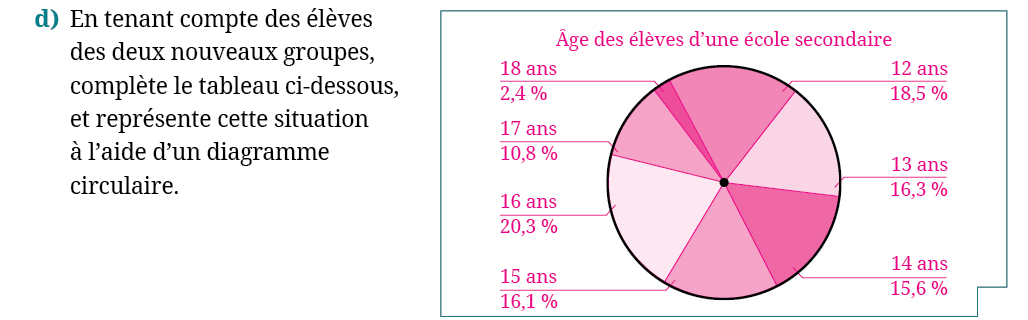 d) En tenant compte des élèves
des deux nouveaux groupes,
complète le tableau ci-dessous,
et représente cette situation
à l’aide d’un diagramme
circulaire.
Âge des élèves d’une école secondaire
18 ans
2,4 %
17 ans
10,8 %
16 ans
20,3 %
15 ans
16,1 %
12 ans
18,5 %
13 ans
16,3 %
14 ans
15,6 %